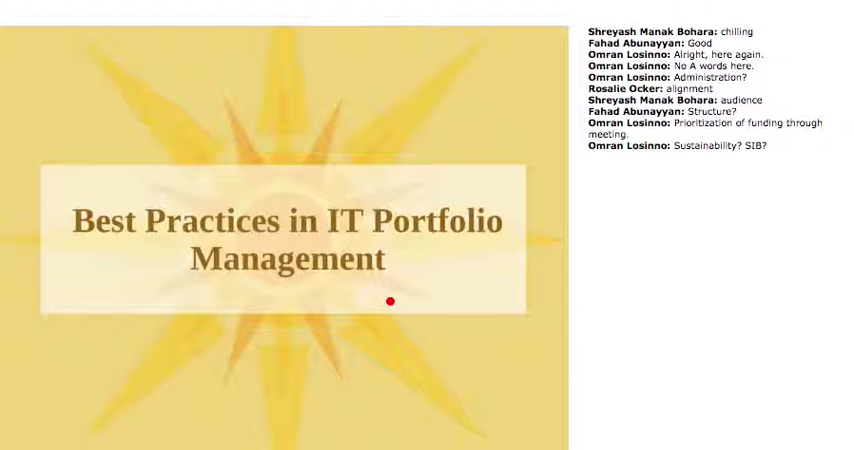 Best Practices in IT Portfolio
Management
Shreyash Manak Bohara: chilling
Fahad Abunayyan: Good
Omran Losinno: Alright, here again.
Omran Losinno: No A words here.
Omran Losinno: Administration?
Rosalie Ocker: alignment
Shreyash Manak Bohara: audience
Fahad Abunayyan: Structure?
Omran Losinno: Prioritization of funding through
meeting.
Omran Losinno: Sustainability? SIB?